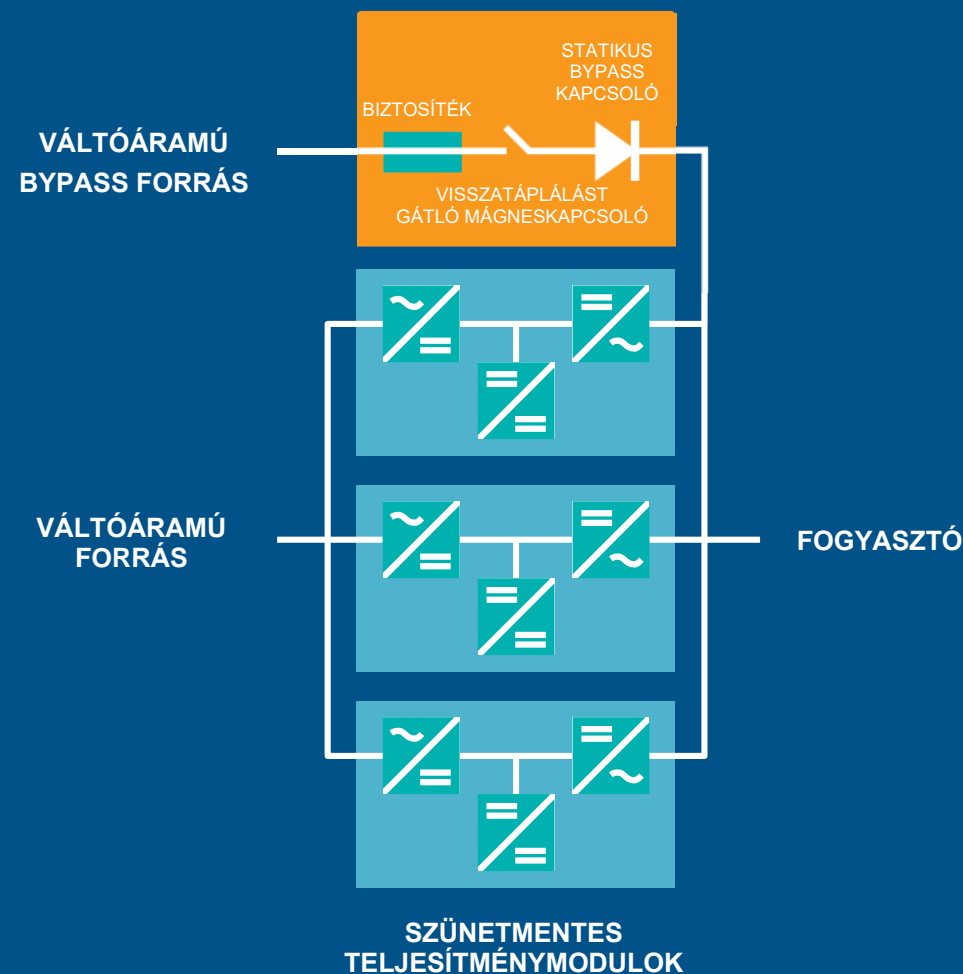 STATIKUS
BYPASS
KAPCSOLÓ
BIZTOSÍTÉK
VÁLTÓÁRAMÚ
BYPASS FORRÁS
VISSZATÁPLÁLÁST
GÁTLÓ MÁGNESKAPCSOLÓ
VÁLTÓÁRAMÚ
FORRÁS
FOGYASZTÓ
SZÜNETMENTES
TELJESÍTMÉNYMODULOK